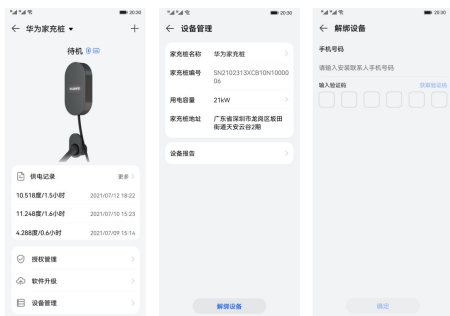 20:30
华为家充桩
待机
HUAWEI
供电记录 更多
10.518度/1.5小时 2021/07/12 18:22
11.248度/1.6小时 2021/07/10 15:23
4.288度/0.6小时 2021/07/09 15:14
授权管理
软件升级
设备管理
20:30
设备管理
家充桩名称 华为家充桩
家充桩编号 SN2102313XCB10N10000
06
用电容量 21kW
家充桩地址 广东省深圳市龙岗区坂田
街道天安云谷2期
设备报告
解绑设备
20:30
解绑设备
手机号码
请输入安装联系人手机号码
输入验证码 获取验证码
确定